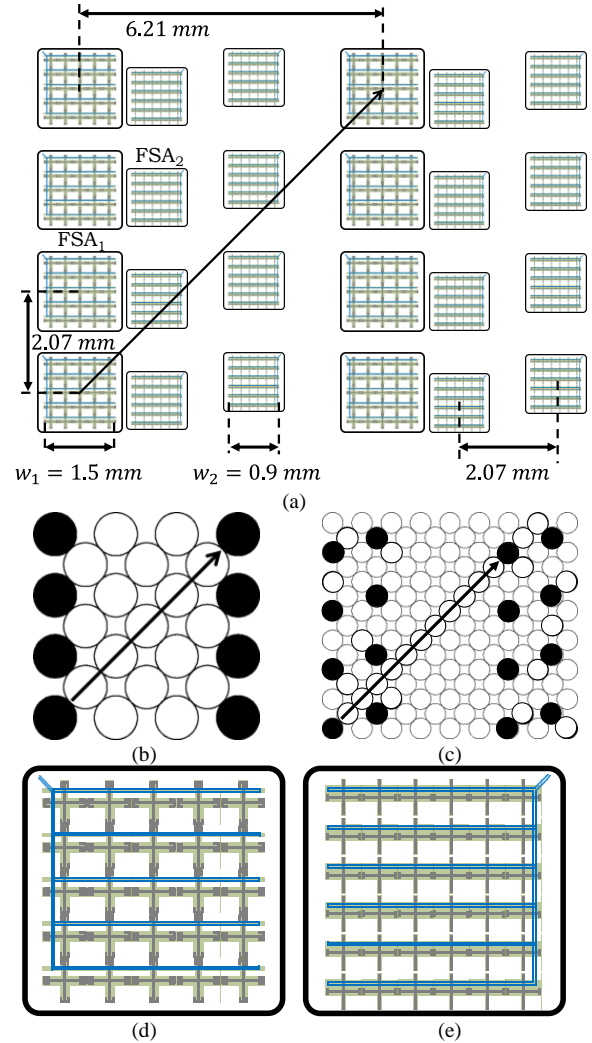 6.21 mm
FSA2
FSA1
2.07 mm
w1 = 1.5 mm
w2 = 0.9 mm
2.07 mm
(a)
(b)
(c)
(d)
(e)